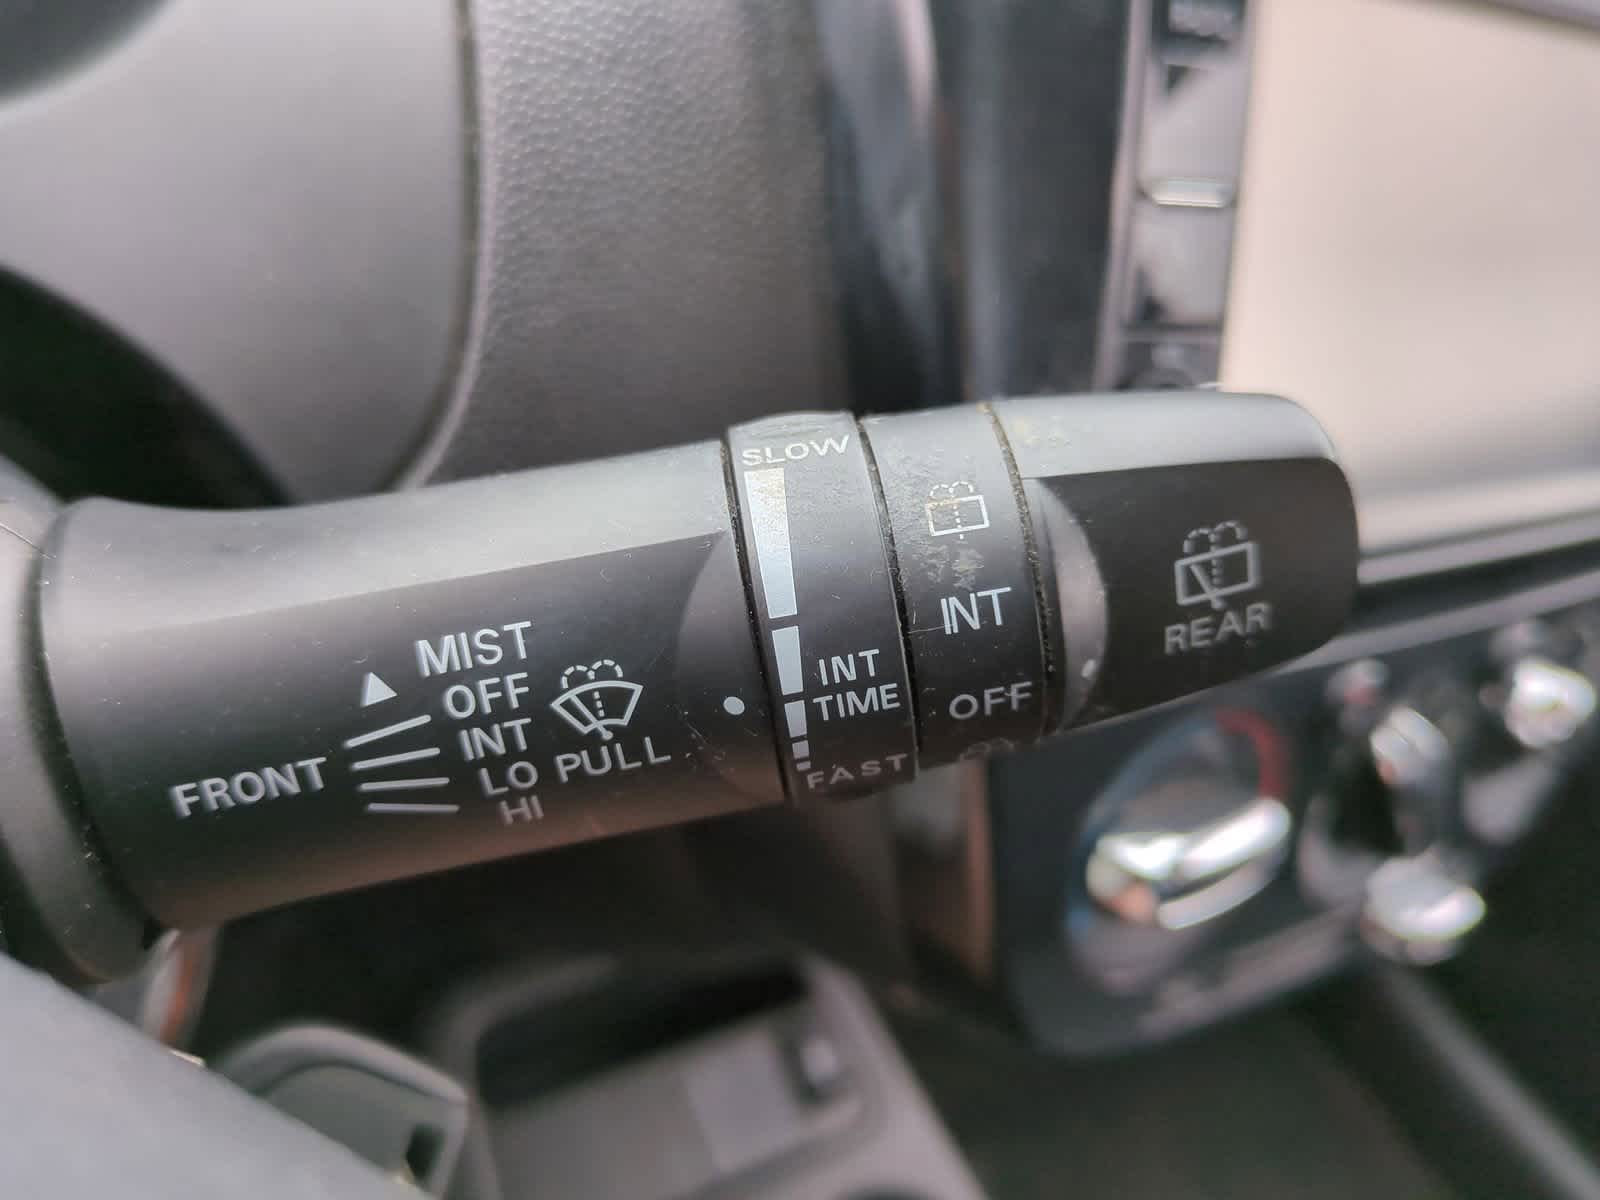 MIST
OFF
INT
LO PULL
HI
FRONT
SLOW
INT
TIME
FAST
INT
OFF
REAR